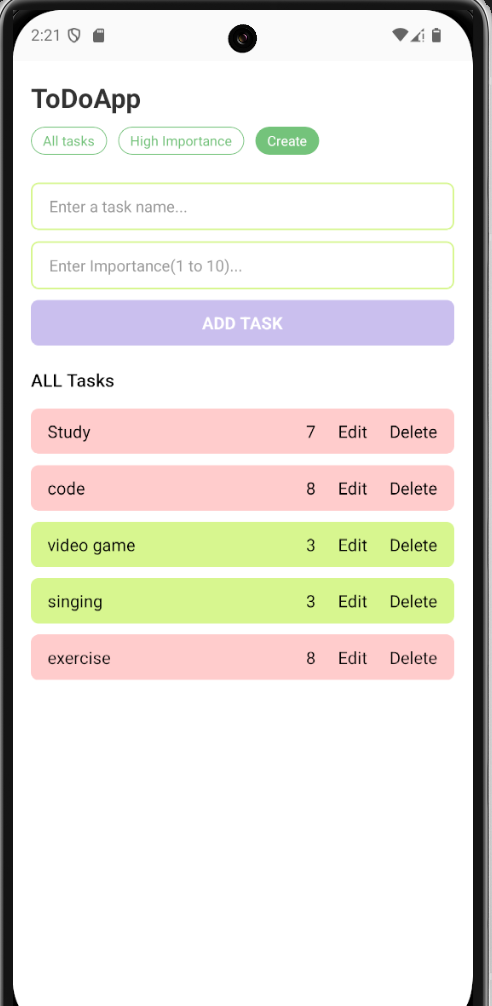 2:21
ToDoApp
All tasks High Importance Create
Enter a task name...
Enter Importance(1 to 10)...
ADD TASK
ALL Tasks
Study 7 Edit Delete
code 8 Edit Delete
video game 3 Edit Delete
singing 3 Edit Delete
exercise 8 Edit Delete